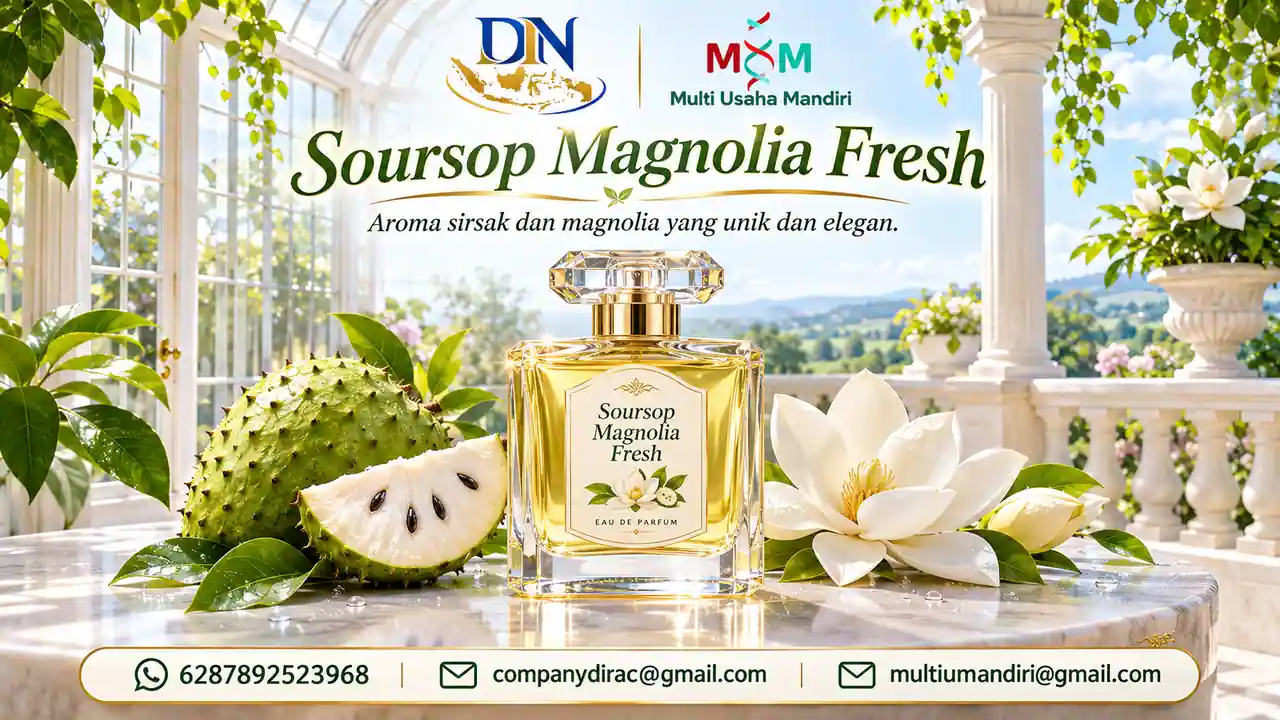 DIN
MXM
Multi Usaha Mandiri
Soursop Magnolia Fresh
Aroma sirsak dan magnolia yang unik dan elegan.
Soursop
Magnolia
Fresh
EAU DE PARFUM
6287892523968
companydirac@gmail.com
multiumandiri@gmail.com